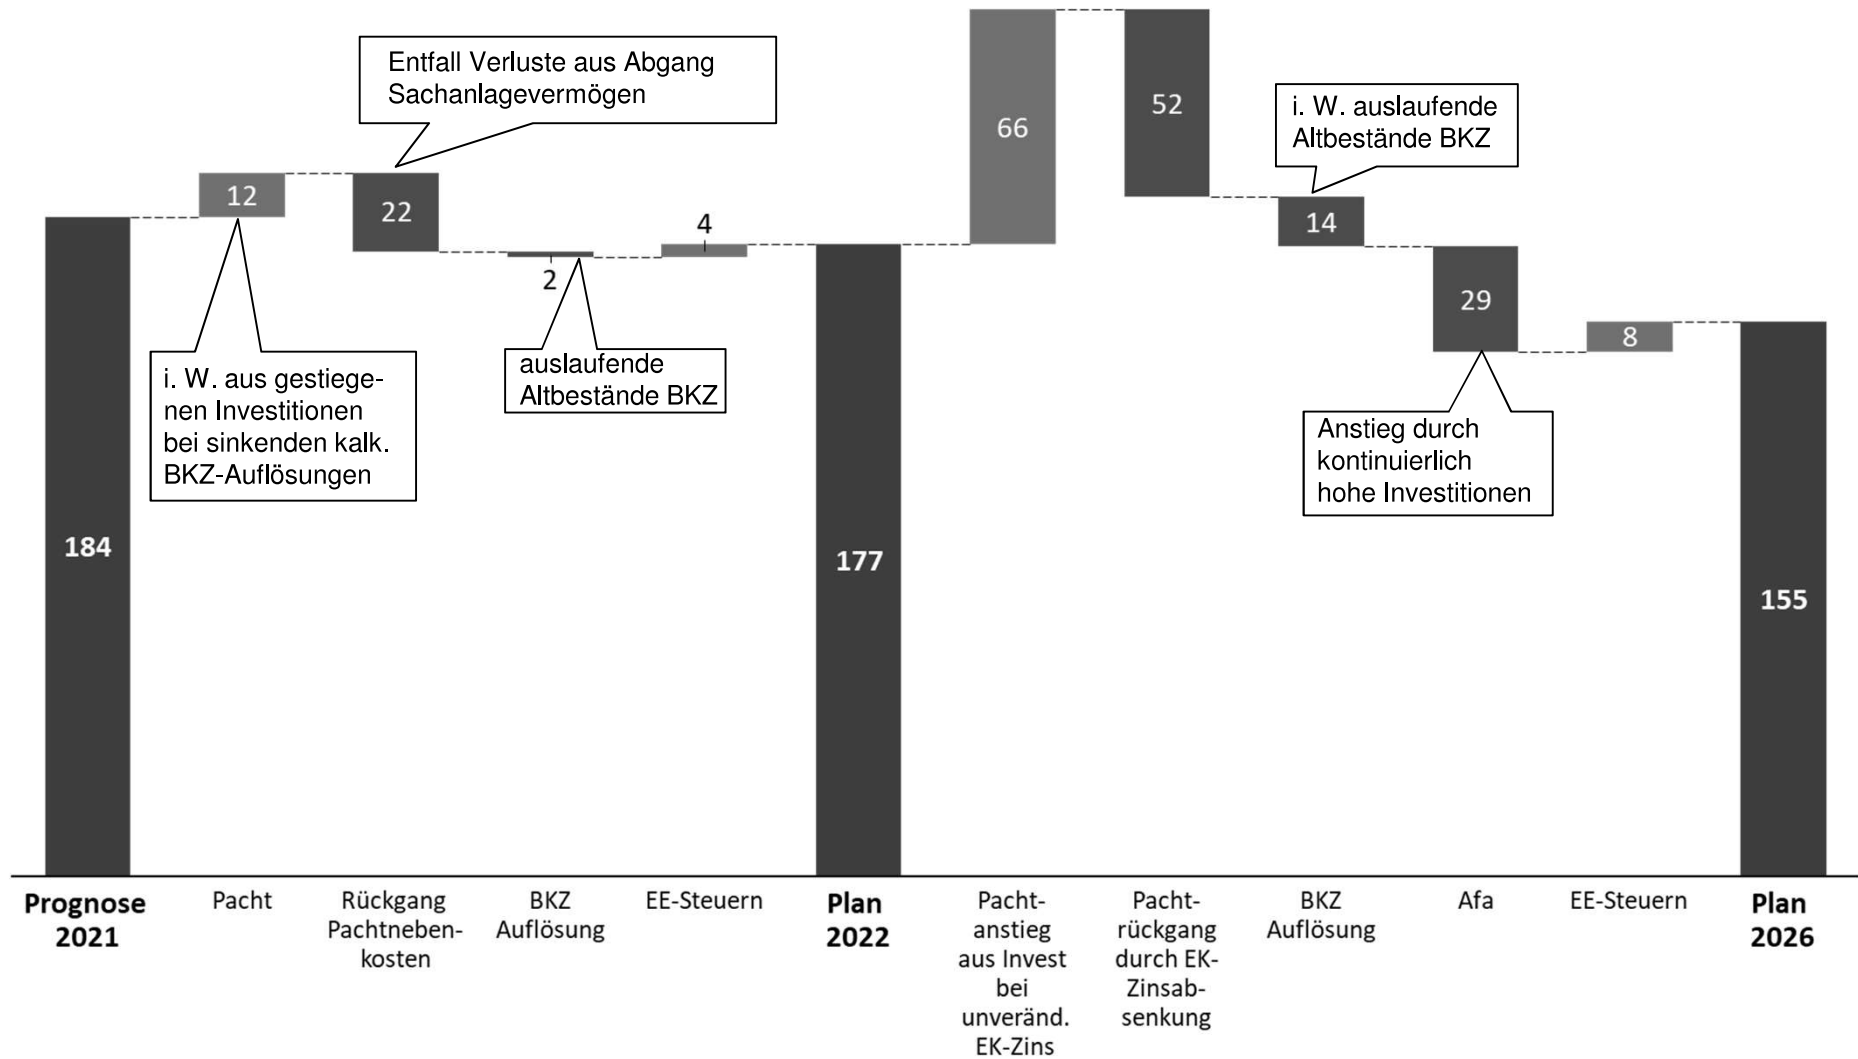 Entfall Verluste aus Abgang
Sachanlagevermögen
i. W. auslaufende
Altbestände BKZ
12
22
2
4
66
52
14
29
8
i. W. aus gestiege-
nen Investitionen
bei sinkenden kalk.
BKZ-Auflösungen
auslaufende
Altbestände BKZ
Anstieg durch
kontinuierlich
hohe Investitionen
184
177
155
Prognose
2021
Pacht
Rückgang
Pachtneben-
kosten
BKZ
Auflösung
EE-Steuern
Plan
2022
Pacht-
anstieg
aus Invest
bei
unveränd.
EK-Zins
Pacht-
rückgang
durch EK-
Zinsab-
senkung
BKZ
Auflösung
Afa
EE-Steuern
Plan
2026